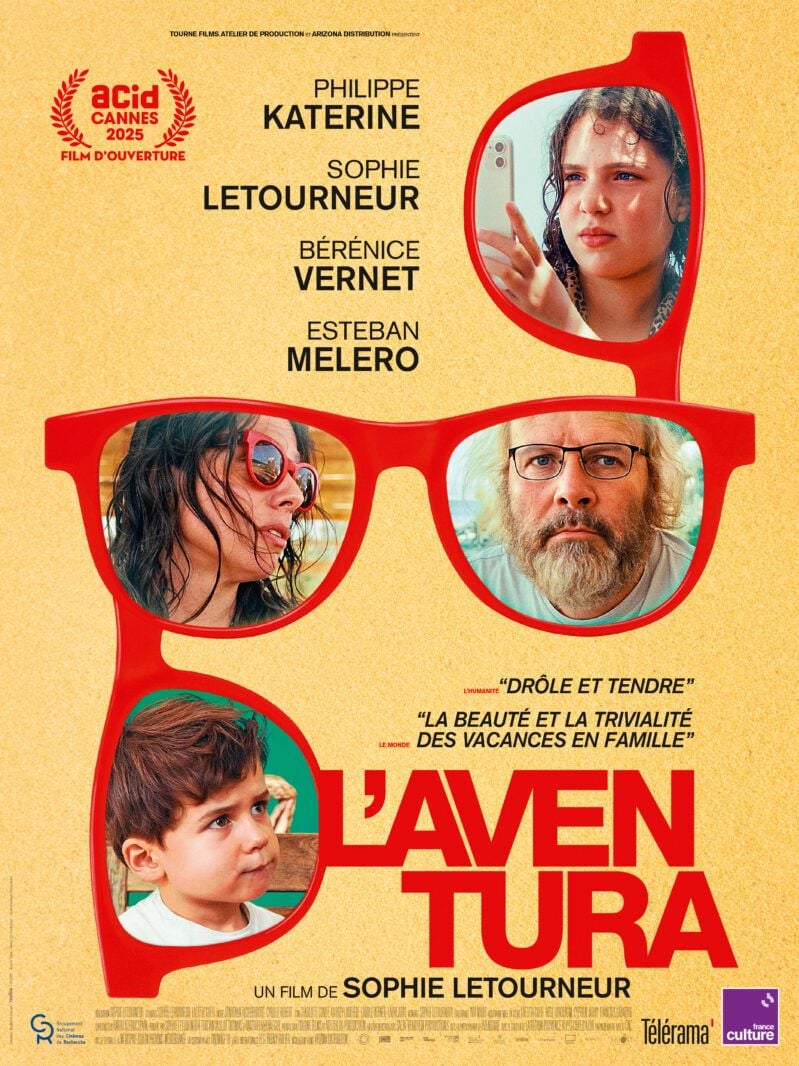 TOURNE FILMS, ATELIER DE PRODUCTION ET ARIZONA DISTRIBUTION PRÉSENTENT
acid
CANNES
2025
FILM D'OUVERTURE
PHILIPPE
KATERINE
SOPHIE
LETOURNEUR
BÉRÉNICE
VERNET
ESTEBAN
MELERO
L'HUMANITÉ "DRÔLE ET TENDRE"
"LA BEAUTÉ ET LA TRIVIALITÉ
LE MONDE DES VACANCES EN FAMILLE"
L'AVEN
TURA
UN FILM DE SOPHIE LETOURNEUR
GR
Groupement
National
des Cinémas
de Recherche
Télérama'
france
culture